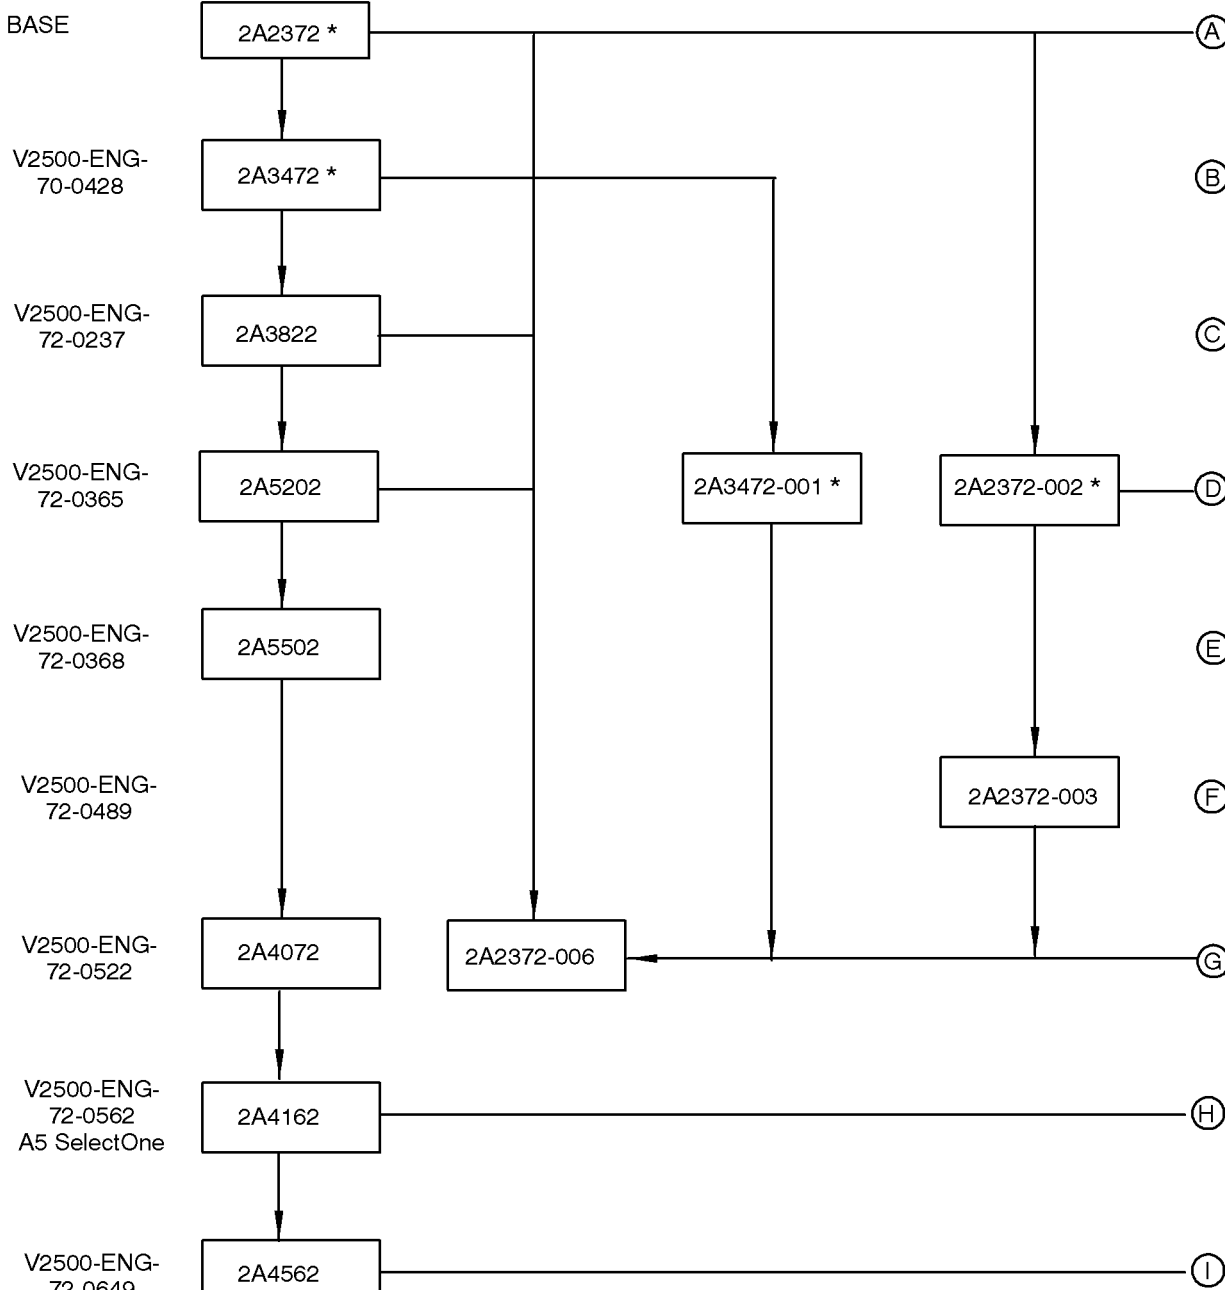 BASE
2A2372 *
A
V2500-ENG-
70-0428
2A3472 *
B
V2500-ENG-
72-0237
2A3822
C
V2500-ENG-
72-0365
2A5202
2A3472-001 *
2A2372-002 *
D
V2500-ENG-
72-0368
2A5502
E
V2500-ENG-
72-0489
2A2372-003
F
V2500-ENG-
72-0522
2A4072
2A2372-006
G
V2500-ENG-
72-0562
A5 SelectOne
2A4162
H
V2500-ENG-
72-0649
2A4562
I